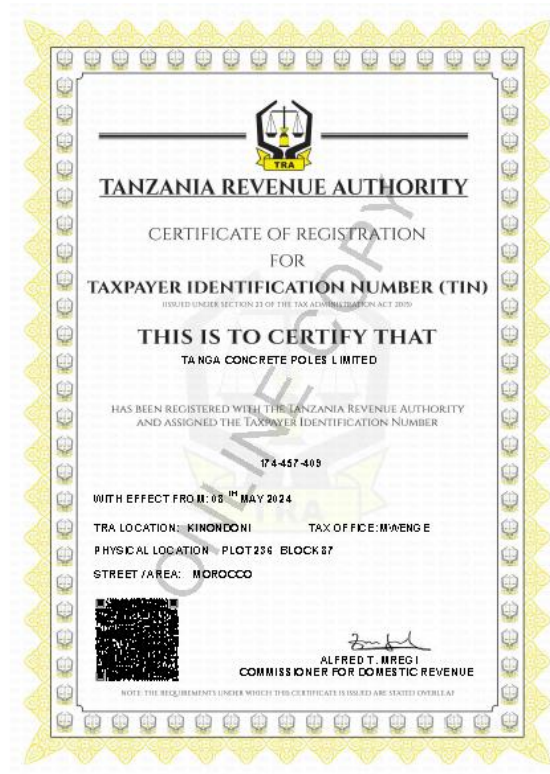 TRA
TANZANIA REVENUE AUTHORITY
CERTIFICATE OF REGISTRATION
FOR
TAXPAYER IDENTIFICATION NUMBER (TIN)
(ISSUED UNDER SECTION 22 OF THE TAX ADMINISTRATION ACT 2015)
THIS IS TO CERTIFY THAT
TANGA CONCRETE POLES LIMITED
HAS BEEN REGISTERED WITH THE TANZANIA REVENUE AUTHORITY
AND ASSIGNED THE TAXPAYER IDENTIFICATION NUMBER
174-457-409
WITH EFFECT FROM: 08 TH MAY 2024
TRA LOCATION: KINONDONI TAX OFFICE: MWENGE
PHYSICAL LOCATION PLOT 236 BLOCK 87
STREET / AREA: MOROCCO
ALFRED T. MREGI
COMMISSIONER FOR DOMESTIC REVENUE
NOTE: THE REQUIREMENTS UNDER WHICH THIS CERTIFICATE IS ISSUED ARE STATED OVERLEAF
ONLINE COPY
TRA